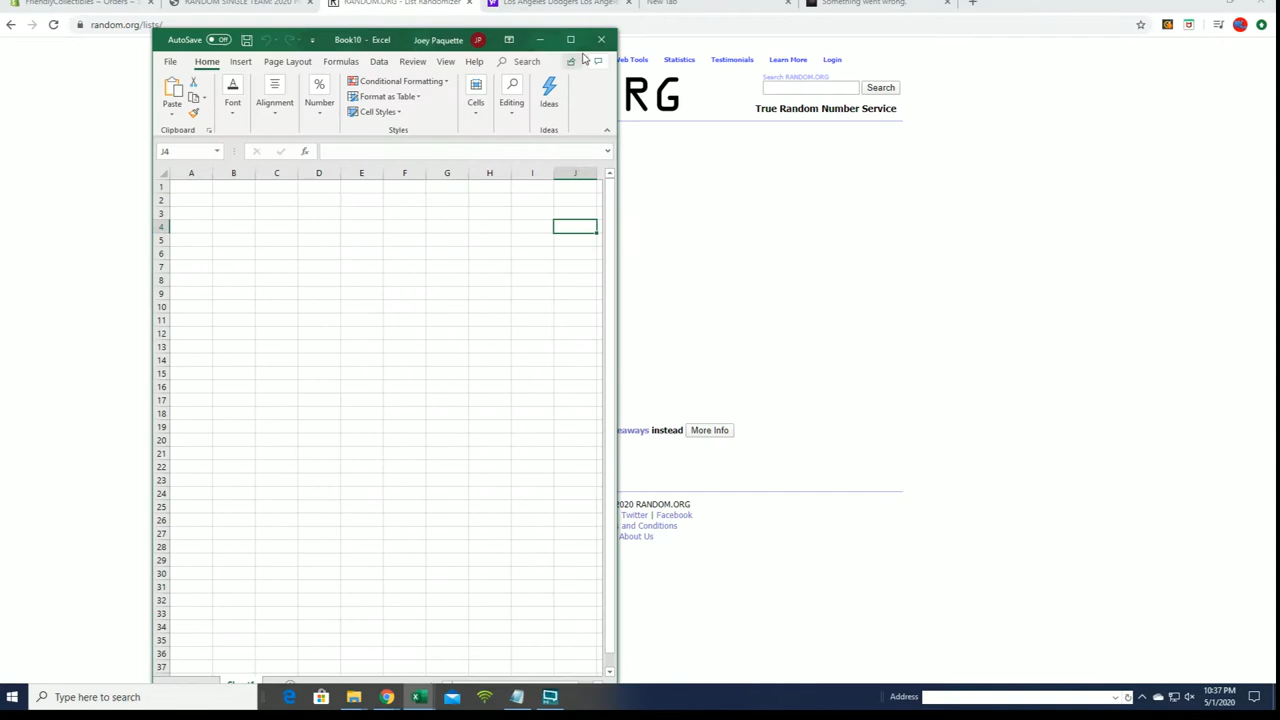 FriendlyCollectibles – Orders – S
RANDOM SINGLE TEAM: 2020 P
RANDOM.ORG - List Randomizer
Los Angeles Dodgers Los Angele
New Tab
Something went wrong.
random.org/lists/
AutoSave Off
Book10 - Excel
Joey Paquette JP
File Home Insert Page Layout Formulas Data Review View Help Search
Paste
Clipboard
Font
Alignment
Number
Conditional Formatting
Format as Table
Cell Styles
Styles
Cells
Editing
Ideas
Ideas
J4
fx
A B C D E F G H I J
1
2
3
4
5
6
7
8
9
10
11
12
13
14
15
16
17
18
19
20
21
22
23
24
25
26
27
28
29
30
31
32
33
34
35
36
37
Web Tools Statistics Testimonials Learn More Login
RG
Search RANDOM.ORG
Search
True Random Number Service
eaways instead More Info
2020 RANDOM.ORG
Twitter | Facebook
s and Conditions
About Us
Type here to search
Address
10:37 PM
5/1/2020